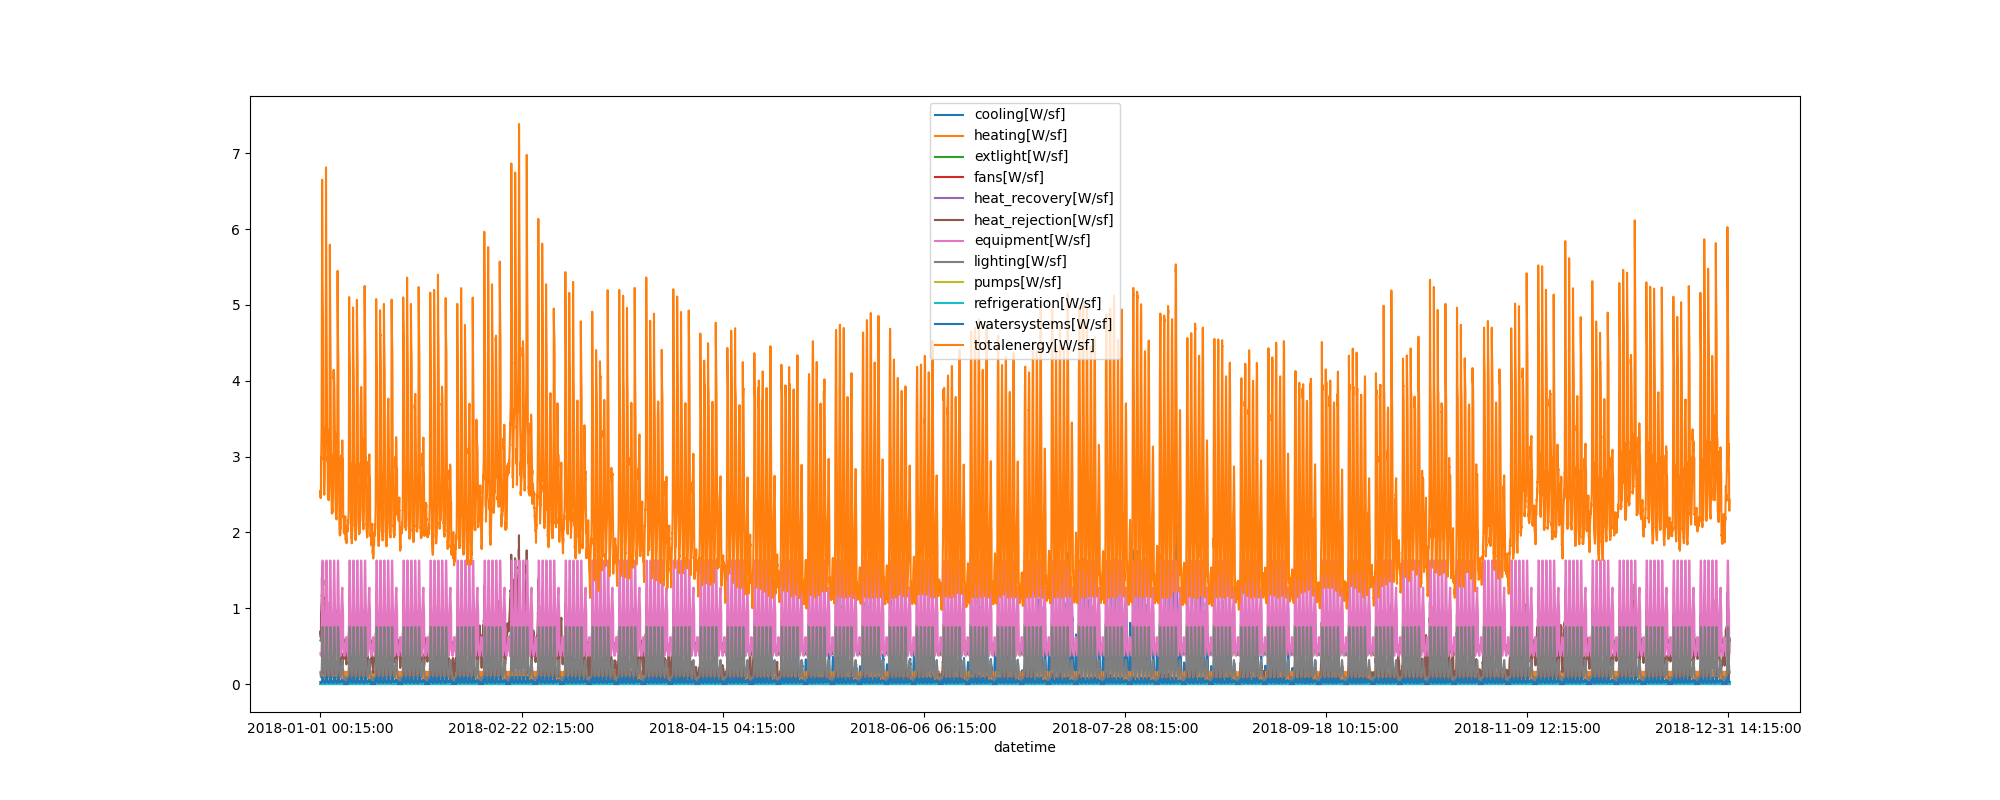 cooling[W/sf]
heating[W/sf]
extlight[W/sf]
fans[W/sf]
heat_recovery[W/sf]
heat_rejection[W/sf]
equipment[W/sf]
lighting[W/sf]
pumps[W/sf]
refrigeration[W/sf]
watersystems[W/sf]
totalenergy[W/sf]
7
6
5
4
3
2
1
0
2018-01-01 00:15:00 2018-02-22 02:15:00 2018-04-15 04:15:00 2018-06-06 06:15:00 2018-07-28 08:15:00 2018-09-18 10:15:00 2018-11-09 12:15:00 2018-12-31 14:15:00
datetime